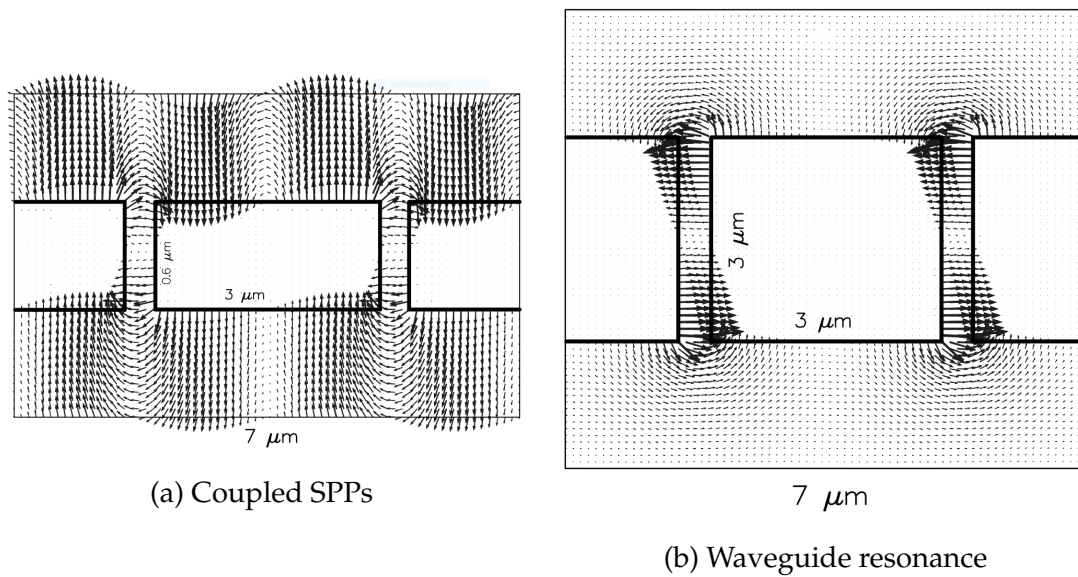 0.6 μm
3 μm
7 μm
(a) Coupled SPPs
3 μm
3 μm
7 μm
(b) Waveguide resonance